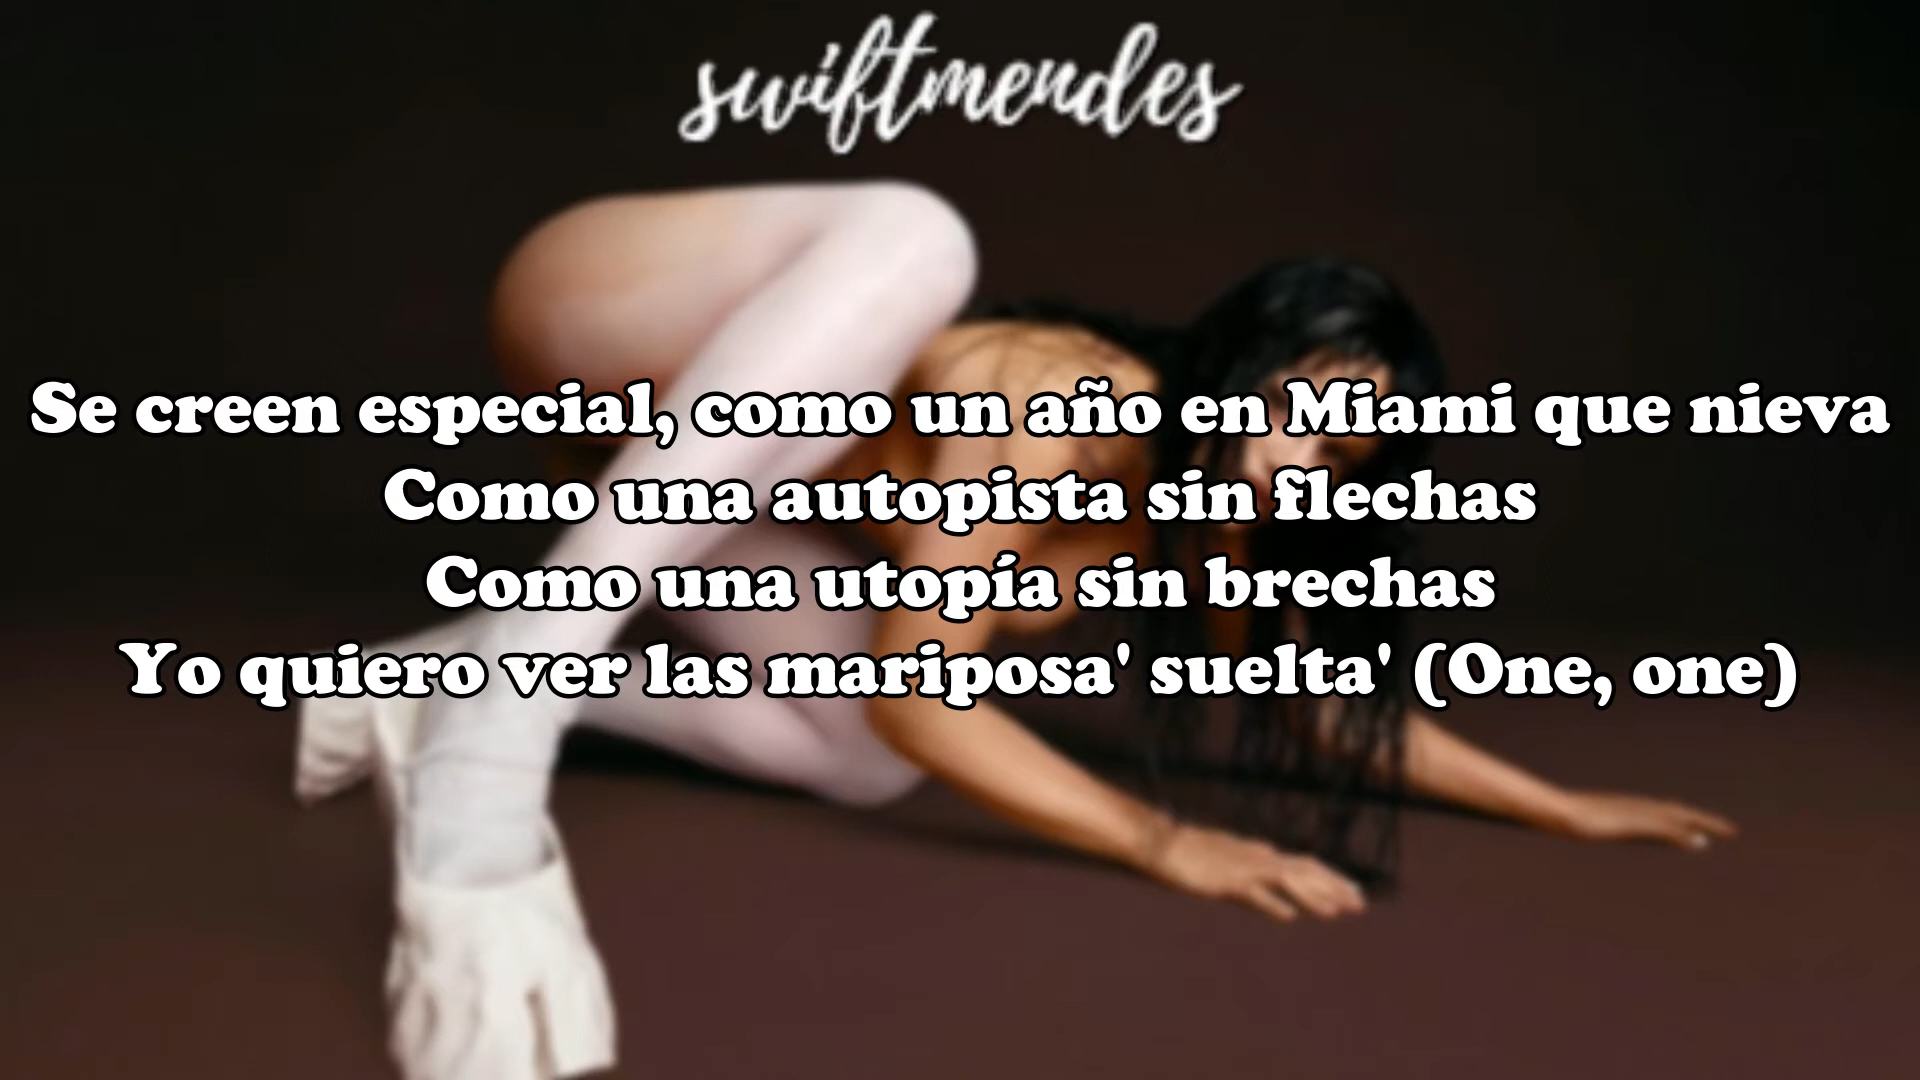 swiftmendes
Se creen especial, como un año en Miami que nieva
Como una autopista sin flechas
Como una utopía sin brechas
Yo quiero ver las mariposa' suelta' (One, one)